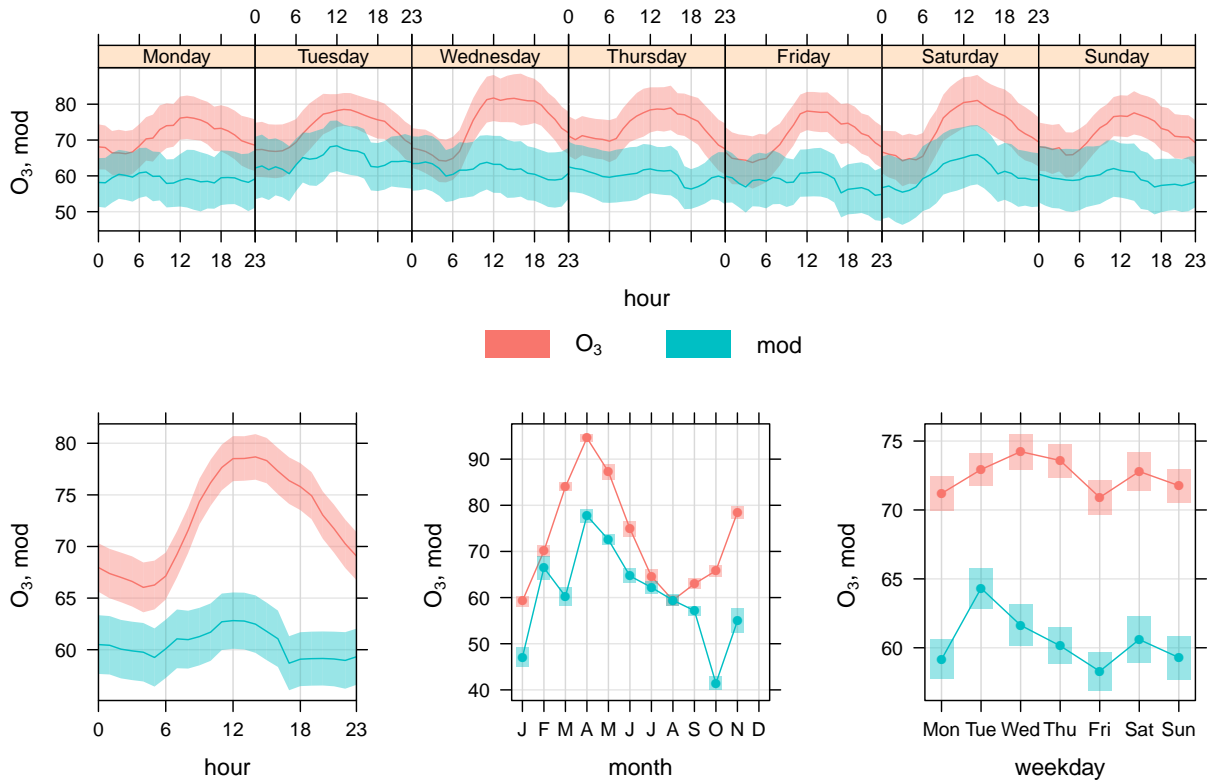 0 6 12 18 23 0 6 12 18 23 0 6 12 18 23
Monday Tuesday Wednesday Thursday Friday Saturday Sunday
80
70
60
50
O₃, mod
0 6 12 18 23 0 6 12 18 23 0 6 12 18 23 0 6 12 18 23
hour
O₃ mod
80
75
70
65
60
O₃, mod
0 6 12 18 23
hour
90
80
70
60
50
40
O₃, mod
J F M A M J J A S O N D
month
75
70
65
60
O₃, mod
Mon Tue Wed Thu Fri Sat Sun
weekday